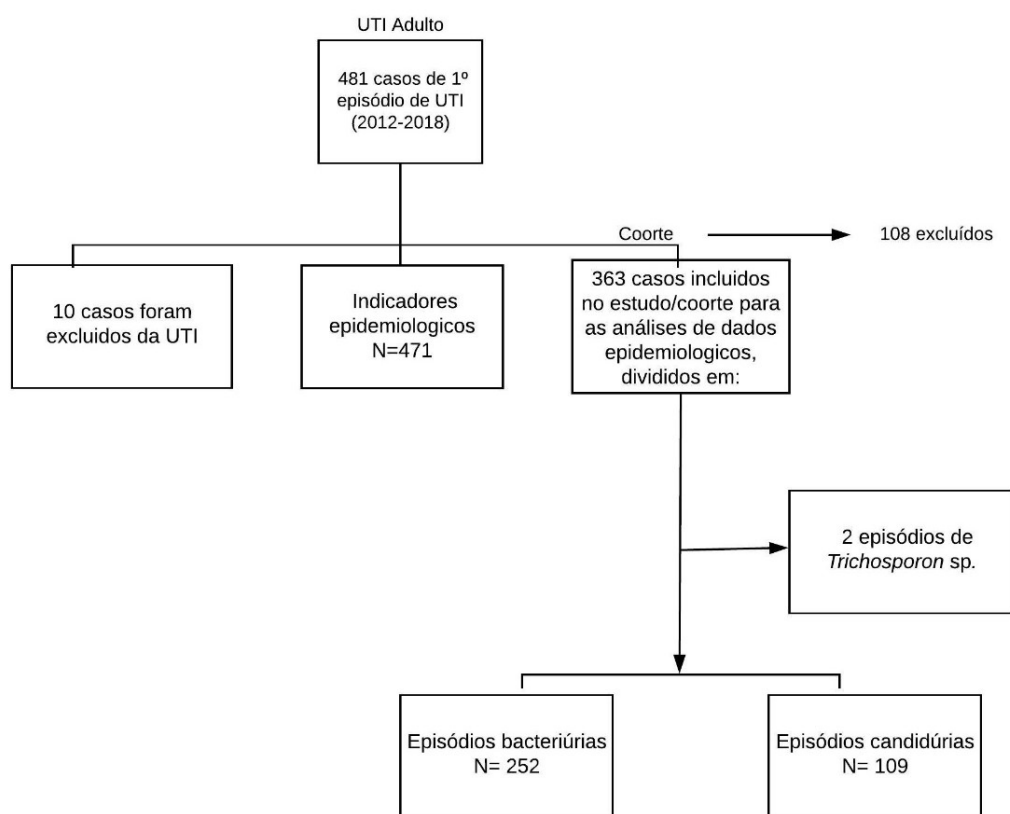 UTI Adulto
481 casos de 1º
episódio de UTI
(2012-2018)
Coorte
108 excluídos
10 casos foram
excluidos da UTI
Indicadores
epidemiologicos
N=471
363 casos incluidos
no estudo/coorte para
as análises de dados
epidemiologicos,
divididos em:
2 episódios de
Trichosporon sp.
Episódios bacteriúrias
N= 252
Episódios candidúrias
N= 109